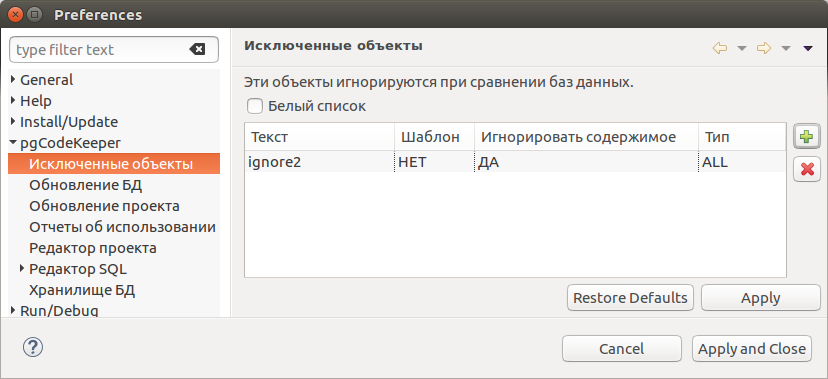 Preferences
type filter text
General
Help
Install/Update
pgCodeKeeper
Исключенные объекты
Обновление БД
Обновление проекта
Отчеты об использовании
Редактор проекта
Редактор SQL
Хранилище БД
Run/Debug
Исключенные объекты
Эти объекты игнорируются при сравнении баз данных.
Белый список
Текст Шаблон Игнорировать содержимое Тип
ignore2 НЕТ ДА ALL
Restore Defaults Apply
Cancel Apply and Close